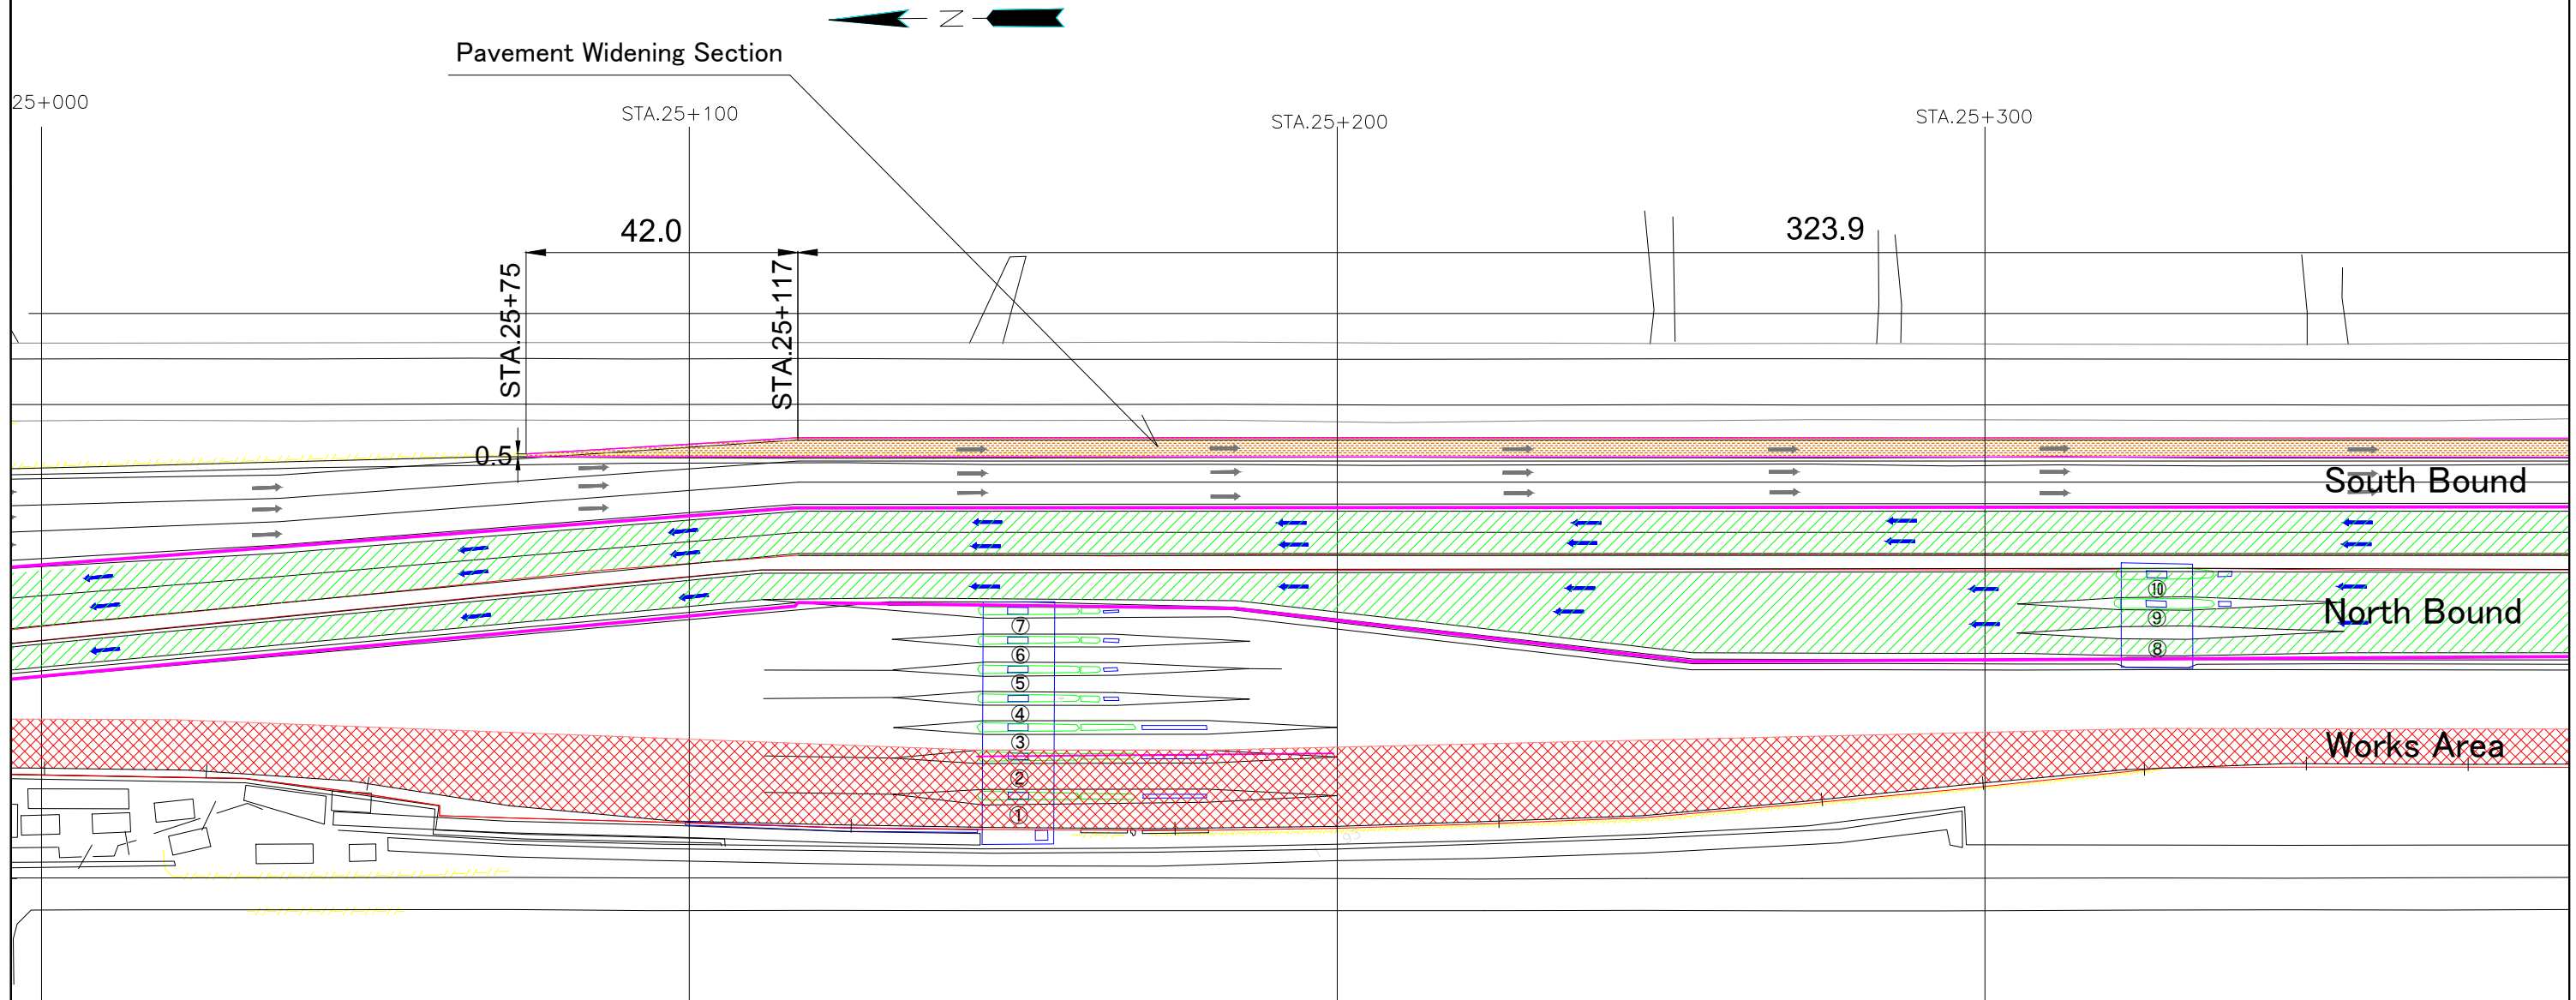 N
Pavement Widening Section
25+000
STA.25+100
STA.25+200
STA.25+300
42.0
323.9
STA.25+75
STA.25+117
0.5
South Bound
North Bound
Works Area
⑦
⑥
⑤
④
③
②
①
⑩
⑨
⑧